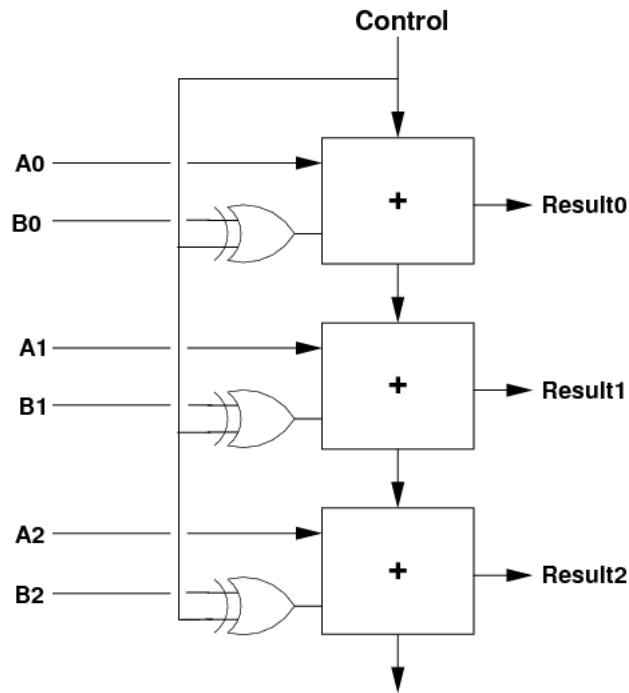 Control
A0
+
B0
Result0
A1
+
B1
Result1
A2
+
B2
Result2